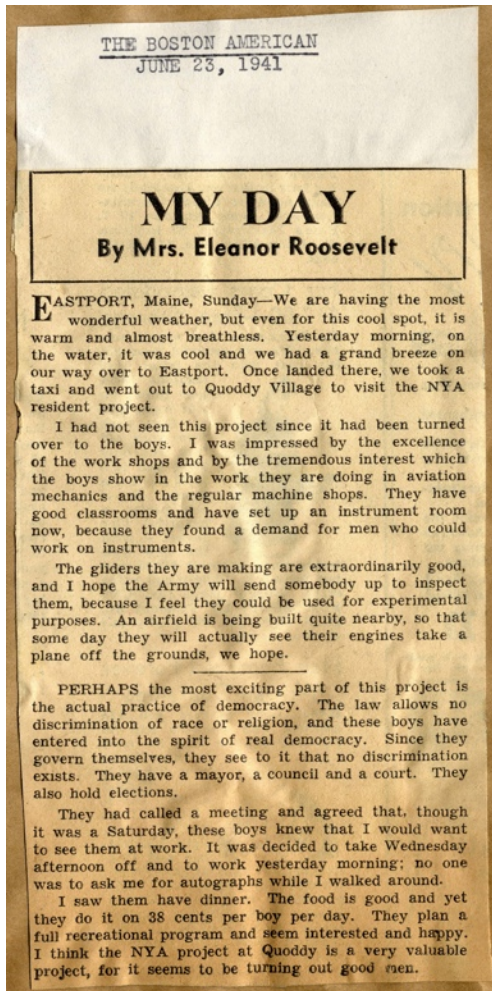 THE BOSTON AMERICAN
JUNE 23, 1941
MY DAY
By Mrs. Eleanor Roosevelt
EASTPORT, Maine, Sunday—We are having the most
wonderful weather, but even for this cool spot, it is
warm and almost breathless. Yesterday morning, on
the water, it was cool and we had a grand breeze on
our way over to Eastport. Once landed there, we took a
taxi and went out to Quoddy Village to visit the NYA
resident project.
I had not seen this project since it had been turned
over to the boys. I was impressed by the excellence
of the work shops and by the tremendous interest which
the boys show in the work they are doing in aviation
mechanics and the regular machine shops. They have
good classrooms and have set up an instrument room
now, because they found a demand for men who could
work on instruments.
The gliders they are making are extraordinarily good,
and I hope the Army will send somebody up to inspect
them, because I feel they could be used for experimental
purposes. An airfield is being built quite nearby, so that
some day they will actually see their engines take a
plane off the grounds, we hope.
PERHAPS the most exciting part of this project is
the actual practice of democracy. The law allows no
discrimination of race or religion, and these boys have
entered into the spirit of real democracy. Since they
govern themselves, they see to it that no discrimination
exists. They have a mayor, a council and a court. They
also hold elections.
They had called a meeting and agreed that, though
it was a Saturday, these boys knew that I would want
to see them at work. It was decided to take Wednesday
afternoon off and to work yesterday morning; no one
was to ask me for autographs while I walked around.
I saw them have dinner. The food is good and yet
they do it on 38 cents per boy per day. They plan a
full recreational program and seem interested and happy.
I think the NYA project at Quoddy is a very valuable
project, for it seems to be turning out good men.